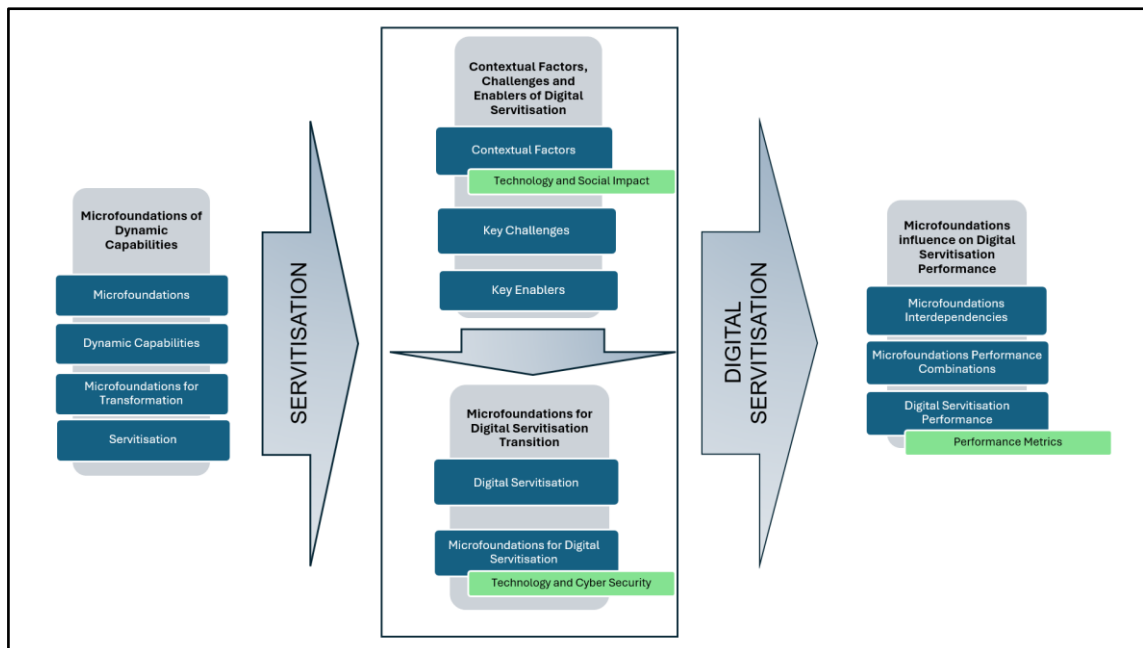 Microfoundations of
Dynamic
Capabilities
Microfoundations
Dynamic Capabilities
Microfoundations for
Transformation
Servitisation
SERVITISATION
Contextual Factors,
Challenges and
Enablers of Digital
Servitisation
Contextual Factors
Technology and Social Impact
Key Challenges
Key Enablers
Microfoundations for
Digital Servitisation
Transition
Digital Servitisation
Microfoundations for Digital
Servitisation
Technology and Cyber Security
DIGITAL
SERVITISATION
Microfoundations
influence on Digital
Servitisation
Performance
Microfoundations
Interdependencies
Microfoundations Performance
Combinations
Digital Servitisation
Performance
Performance Metrics